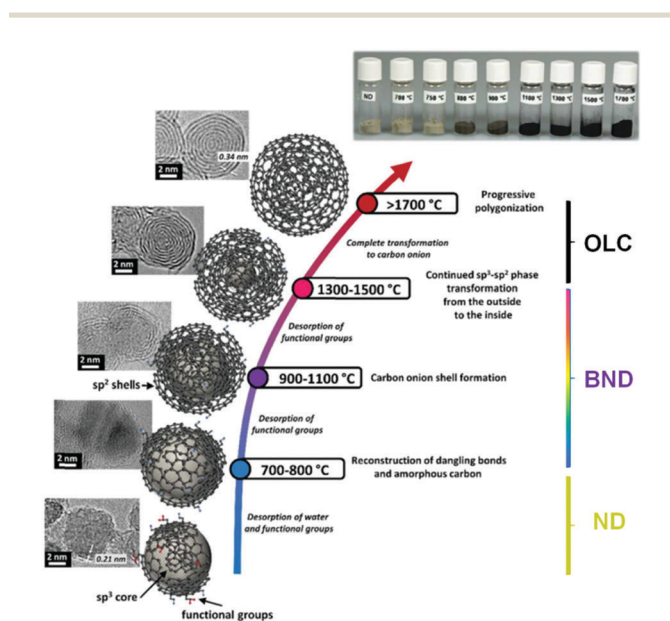 ND
700 °C
750 °C
800 °C
900 °C
1100 °C
1300 °C
1500 °C
1700 °C
2 nm
0.34 nm
>1700 °C
Progressive
polygonization
OLC
Complete transformation
to carbon onion
2 nm
1300-1500 °C
Continued sp³-sp² phase
transformation
from the outside
to the inside
Desorption of
functional groups
2 nm
sp² shells
900-1100 °C
Carbon onion shell formation
BND
Desorption of
functional groups
2 nm
700-800 °C
Reconstruction of dangling bonds
and amorphous carbon
Desorption of water
and functional groups
ND
2 nm
0.21 nm
sp³ core
functional groups